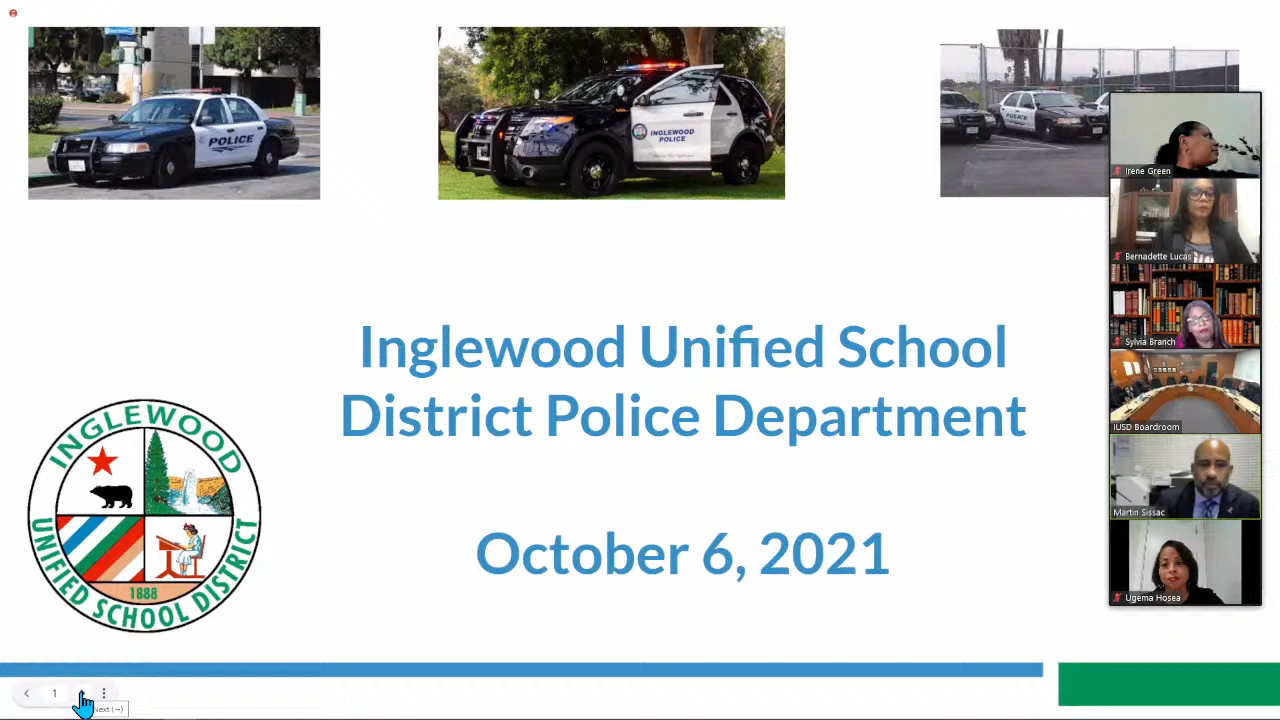 POLICE
INGLEWOOD
POLICE
POLICE
Irene Green
Bernadette Lucas
Sylvia Branch
IUSD Boardroom
Martin Sissac
Ugema Hosea
Inglewood Unified School
District Police Department
October 6, 2021
INGLEWOOD
UNIFIED SCHOOL DISTRICT
1888
1
Next (→)